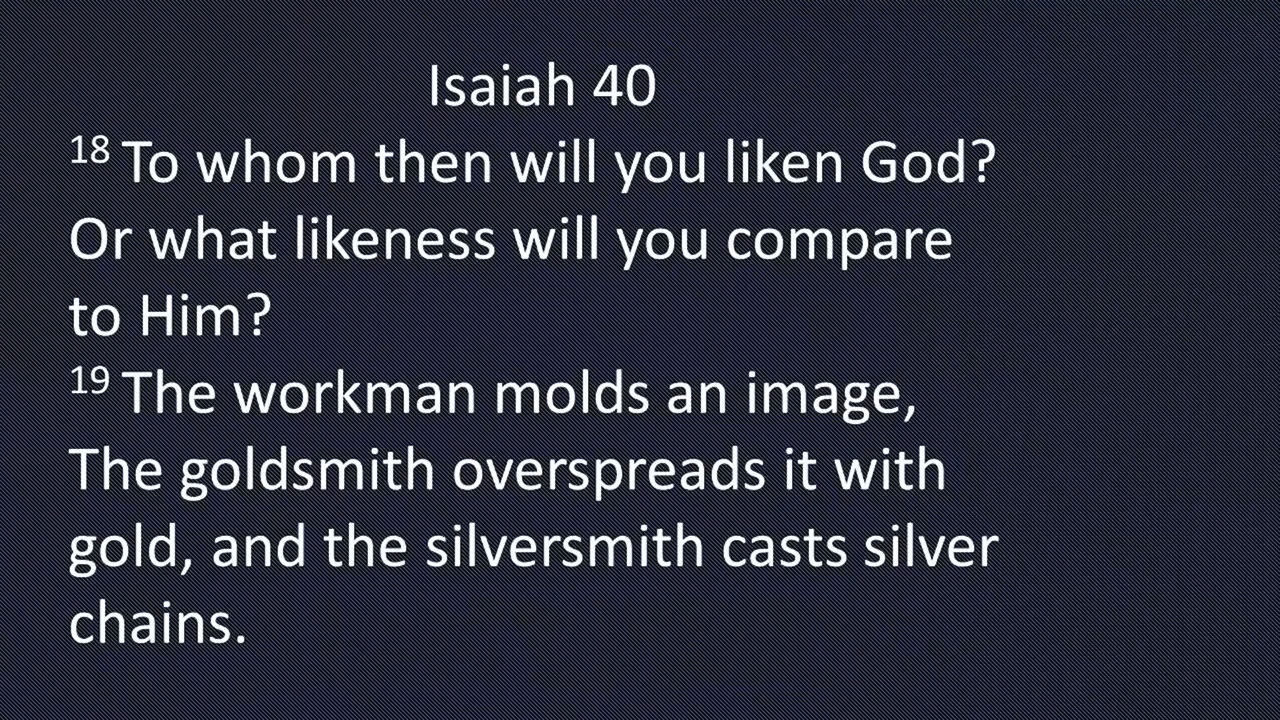 Isaiah 40
18 To whom then will you liken God?
Or what likeness will you compare
to Him?
19 The workman molds an image,
The goldsmith overspreads it with
gold, and the silversmith casts silver
chains.